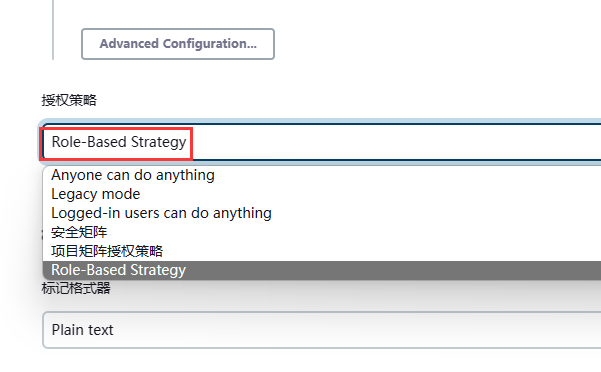 Advanced Configuration...
授权策略
Role-Based Strategy
Anyone can do anything
Legacy mode
Logged-in users can do anything
安全矩阵
项目矩阵授权策略
Role-Based Strategy
标记格式器
Plain text